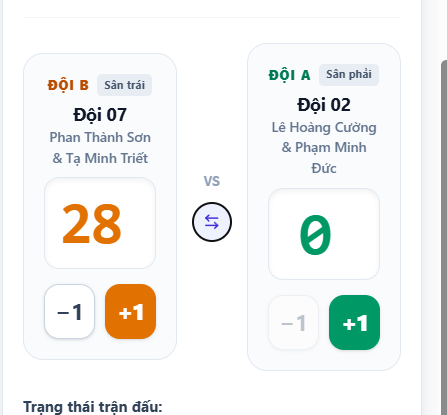 ĐỘI B Sân trái
Đội 07
Phan Thành Sơn
& Tạ Minh Triết
28
−1 +1
VS
ĐỘI A Sân phải
Đội 02
Lê Hoàng Cường
& Phạm Minh
Đức
0
−1 +1
Trạng thái trận đấu: